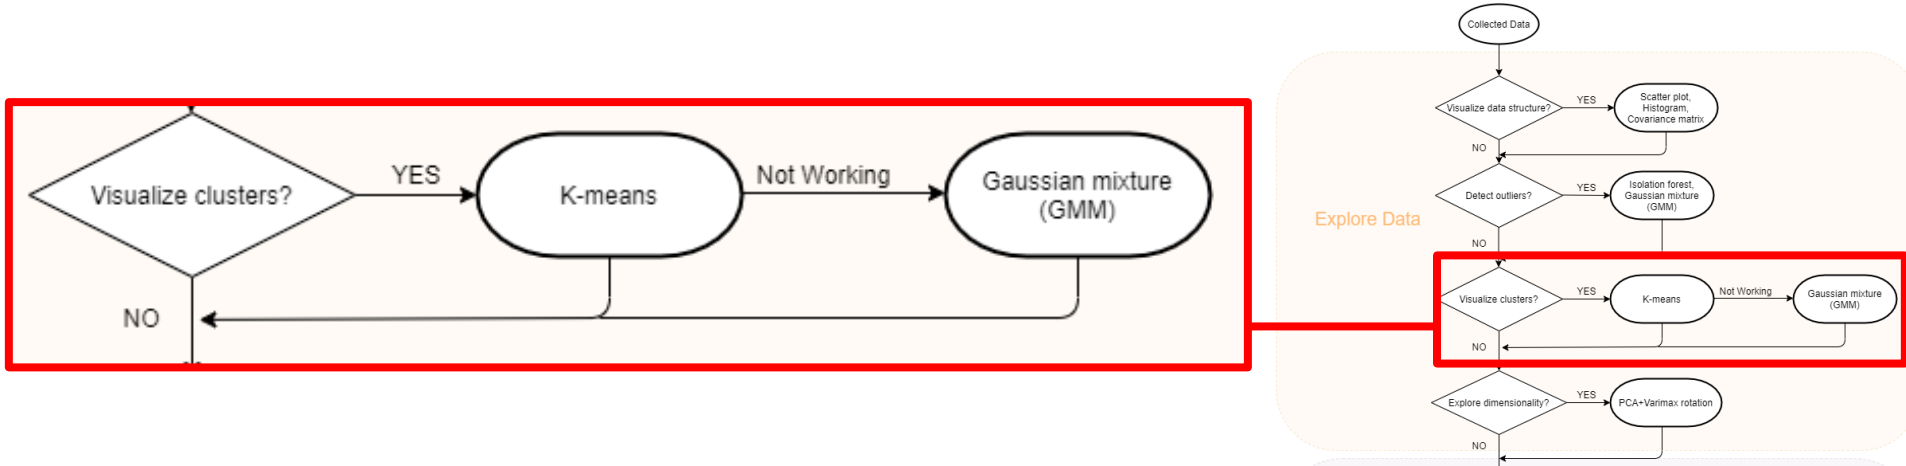 Visualize clusters?
YES
K-means
Not Working
Gaussian mixture
(GMM)
NO
Collected Data
Explore Data
Visualize data structure?
YES
Scatter plot,
Histogram,
Covariance matrix
NO
Detect outliers?
YES
Isolation forest,
Gaussian mixture
(GMM)
NO
Visualize clusters?
YES
K-means
Not Working
Gaussian mixture
(GMM)
NO
Explore dimensionality?
YES
PCA+Varimax rotation
NO